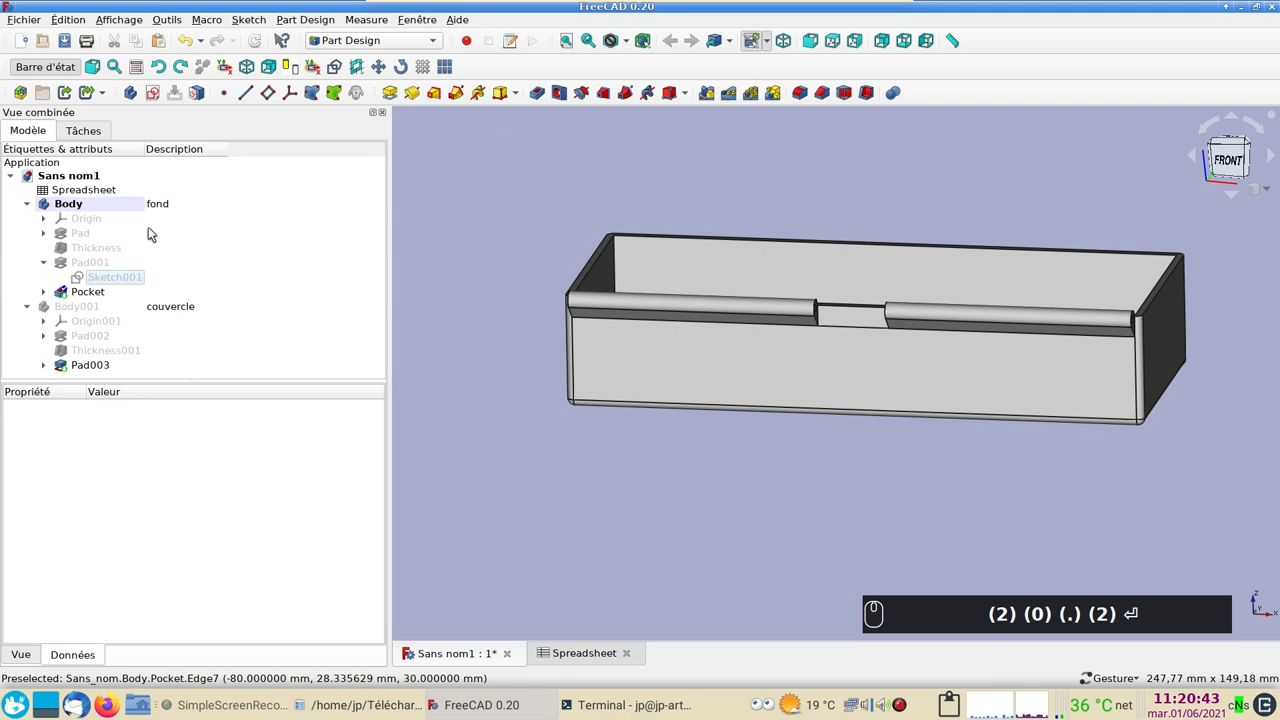 FreeCAD 0.20
Fichier Édition Affichage Outils Macro Sketch Part Design Measure Fenêtre Aide
Part Design
Barre d'état
Vue combinée
Modèle Tâches
Étiquettes & attributs Description
Application
Sans nom1
Spreadsheet
Body fond
Origin
Pad
Thickness
Pad001
Sketch001
Pocket
Body001 couvercle
Origin001
Pad002
Thickness001
Pad003
Propriété Valeur
FRONT
(2) (0) (.) (2) ⏎
Z
Y
X
Vue Données
Sans nom1 : 1* Spreadsheet
Preselected: Sans_nom.Body.Pocket.Edge7 (-80.000000 mm, 28.335629 mm, 30.000000 mm) Gesture 247,77 mm x 149,18 mm
SimpleScreenReco... /home/jp/Téléchar... FreeCAD 0.20 Terminal - jp@jp-art... 19 °C 36 °C net 11:20:43
mar.01/06/2021